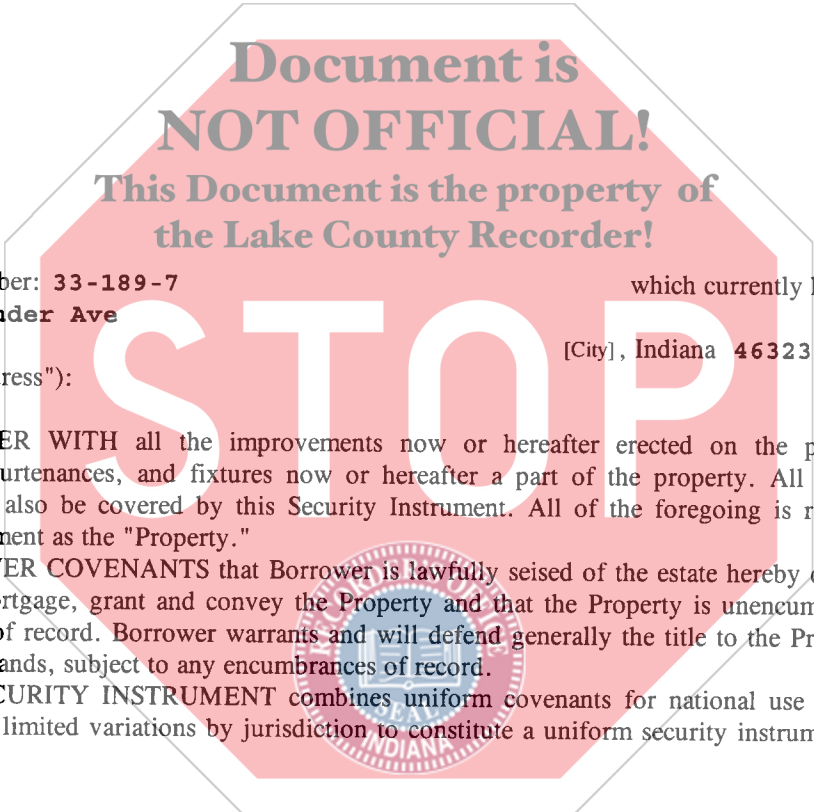 Document is
NOT OFFICIAL!
This Document is the property of
the Lake County Recorder!
ber: 33-189-7 which currently
der Ave
[City], Indiana 46323
ress"):
STOP
ER WITH all the improvements now or hereafter erected on the p
urtenances, and fixtures now or hereafter a part of the property. All
also be covered by this Security Instrument. All of the foregoing is r
ment as the "Property."
ER COVENANTS that Borrower is lawfully seised of the estate hereby
rtgage, grant and convey the Property and that the Property is unencum
of record. Borrower warrants and will defend generally the title to the Pr
ands, subject to any encumbrances of record.
CURITY INSTRUMENT combines uniform covenants for national use
limited variations by jurisdiction to constitute a uniform security instrum
SEAL
INDIANA